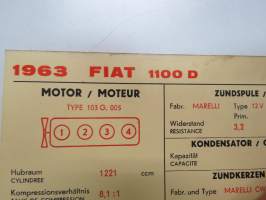 1963 FIAT 1100 D
MOTOR / MOTEUR
TYPE 103 G. 005
1 2 3 4
Hubraum
CYLINDREE
1221 ccm
Kompressionsverhältnis
8,1 : 1
ZUNDSPULE /
Fabr. MARELLI Type 12 V
Prim.
Widerstand
RESISTANCE
3,2
KONDENSATOR /
Kapazität
CAPACITE
ZUNDKERZEN
Fabr. und Type MARELLI CW